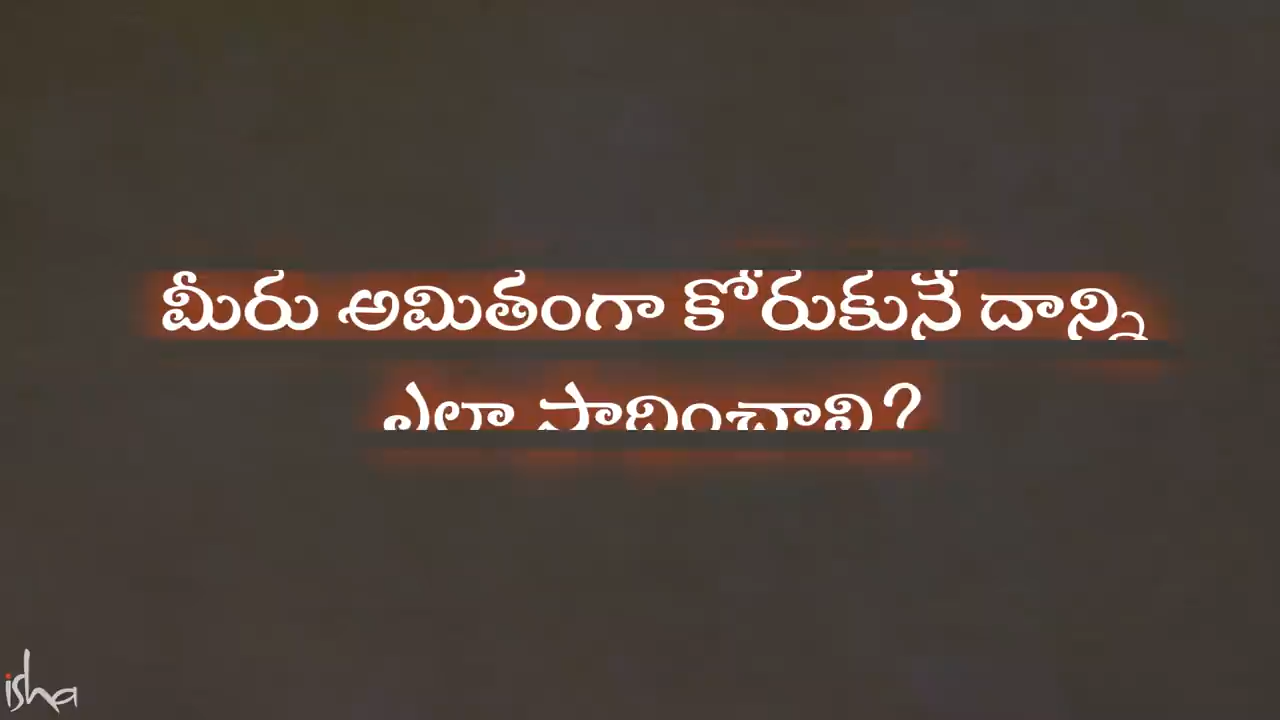 మీరు అమితంగా కోరుకునే దాన్ని
ఎలా సాధించాలి?
isha